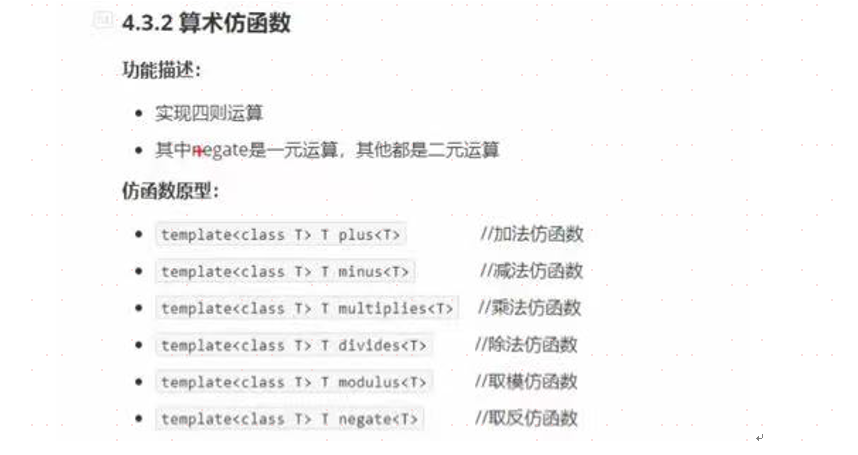 4.3.2 算术仿函数
功能描述：
实现四则运算
其中negate是一元运算，其他都是二元运算
仿函数原型：
template<class T> T plus<T> //加法仿函数
template<class T> T minus<T> //减法仿函数
template<class T> T multiplies<T> //乘法仿函数
template<class T> T divides<T> //除法仿函数
template<class T> T modulus<T> //取模仿函数
template<class T> T negate<T> //取反仿函数